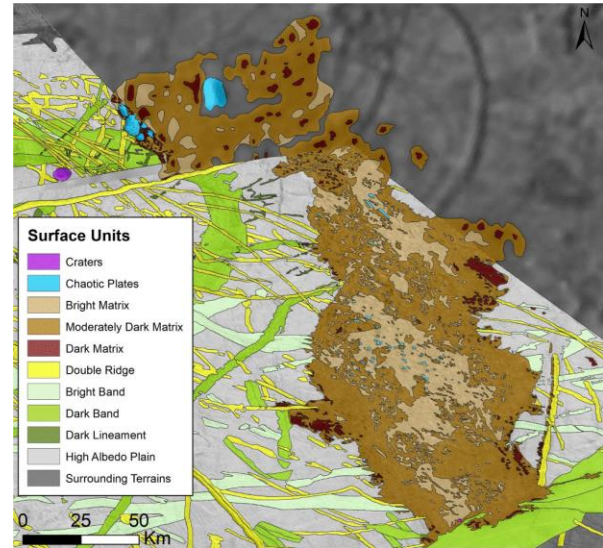 N
Surface Units
Craters
Chaotic Plates
Bright Matrix
Moderately Dark Matrix
Dark Matrix
Double Ridge
Bright Band
Dark Band
Dark Lineament
High Albedo Plain
Surrounding Terrains
0 25 50
Km